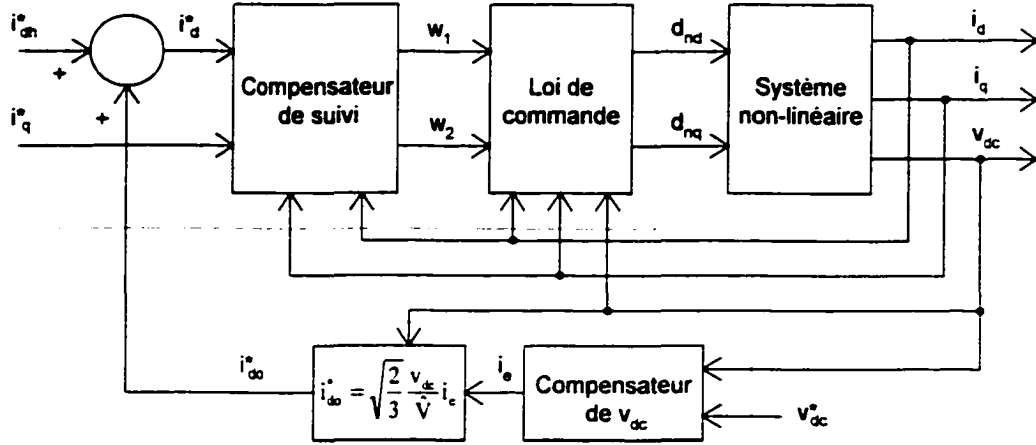 i*dh
+
+
i*d
i*q
Compensateur
de suivi
w1
w2
Loi de
commande
dnd
dnq
Système
non-linéaire
id
iq
vdc
i*do
i*do = √(2/3) vdc/V̂ ie
ie
Compensateur
de vdc
v*dc